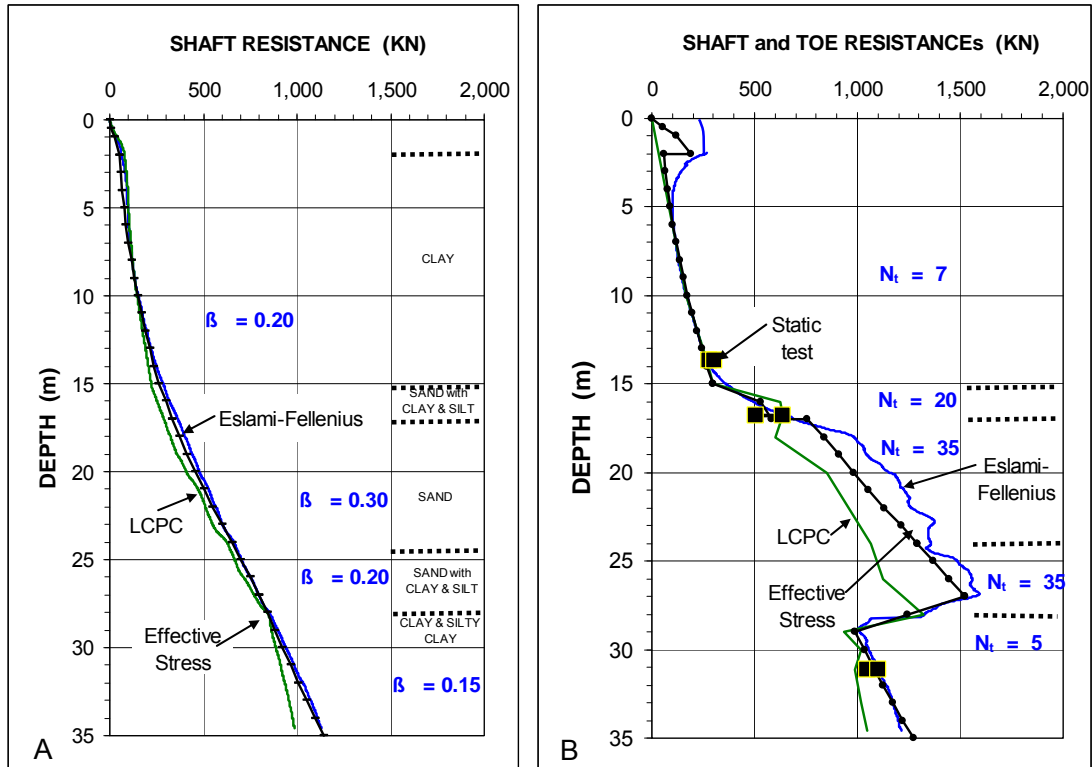 SHAFT RESISTANCE (KN)
0 500 1,000 1,500 2,000
0
5
10
15
20
25
30
35
DEPTH (m)
CLAY
ß = 0.20
SAND with
CLAY & SILT
Eslami-Fellenius
ß = 0.30
SAND
LCPC
ß = 0.20
SAND with
CLAY & SILT
CLAY & SILTY
CLAY
Effective
Stress
ß = 0.15
A
SHAFT and TOE RESISTANCEs (KN)
0 500 1,000 1,500 2,000
0
5
10
15
20
25
30
35
DEPTH (m)
Nt = 7
Static
test
Nt = 20
Nt = 35
Eslami-
Fellenius
LCPC
Effective
Stress
Nt = 35
Nt = 5
B